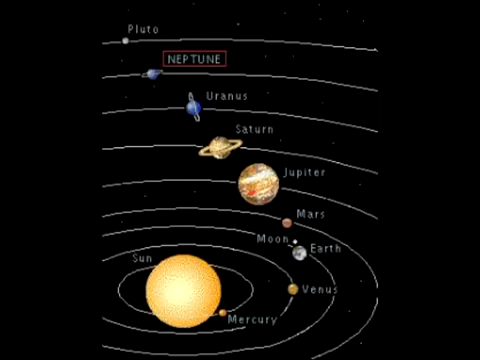 Pluto
NEPTUNE
Uranus
Saturn
Jupiter
Mars
Moon
Earth
Sun
Venus
Mercury